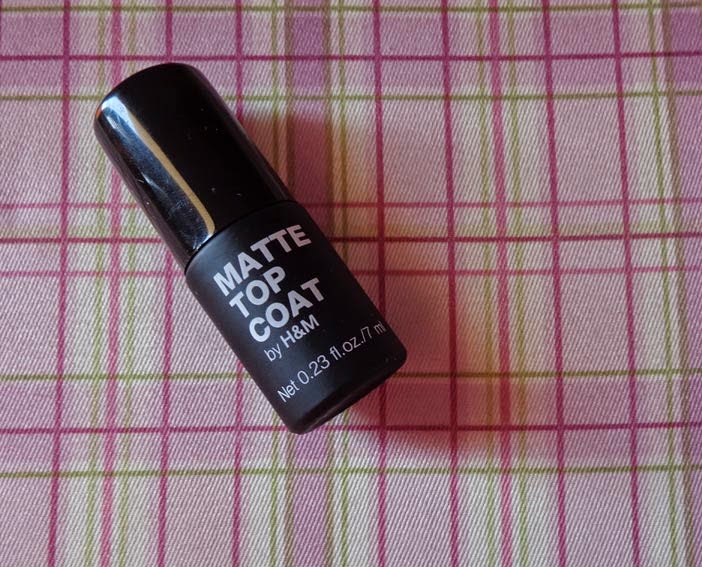 MATTE
TOP
COAT
by H&M
Net 0.23 fl.oz./7 ml